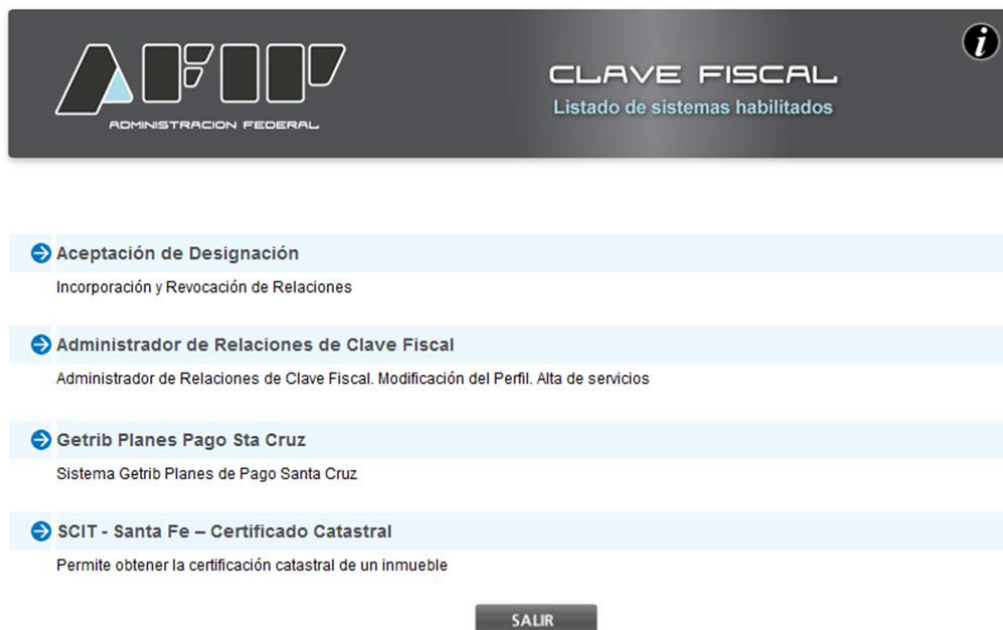 AFIP
ADMINISTRACION FEDERAL
CLAVE FISCAL
Listado de sistemas habilitados
i
Aceptación de Designación
Incorporación y Revocación de Relaciones
Administrador de Relaciones de Clave Fiscal
Administrador de Relaciones de Clave Fiscal. Modificación del Perfil. Alta de servicios
Getrib Planes Pago Sta Cruz
Sistema Getrib Planes de Pago Santa Cruz
SCIT - Santa Fe – Certificado Catastral
Permite obtener la certificación catastral de un inmueble
SALIR